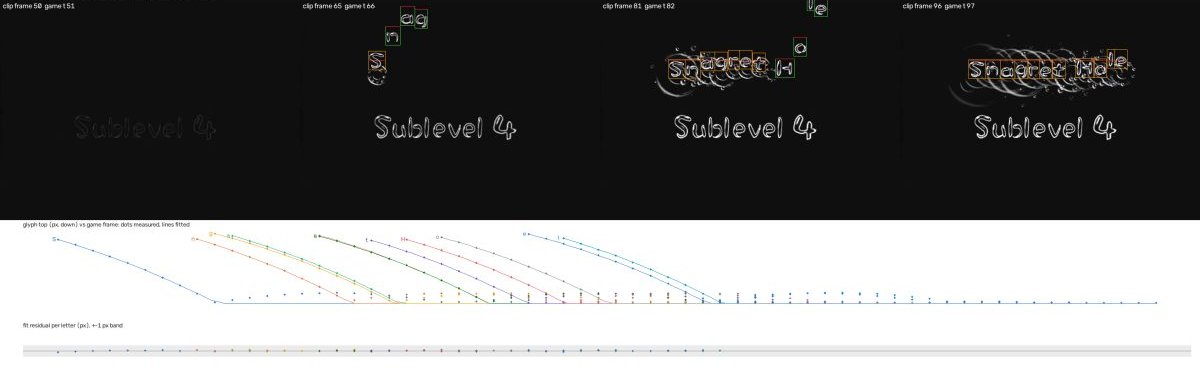 clip frame 50 game t 51
clip frame 65 game t 66
clip frame 81 game t 82
clip frame 96 game t 97
S n a g
Snagret H o l e
Snagret Hole
Sublevel 4
Sublevel 4
Sublevel 4
Sublevel 4
glyph top (px, down) vs game frame: dots measured, lines fitted
S n g a t H o e l
fit residual per letter (px), +-1 px band